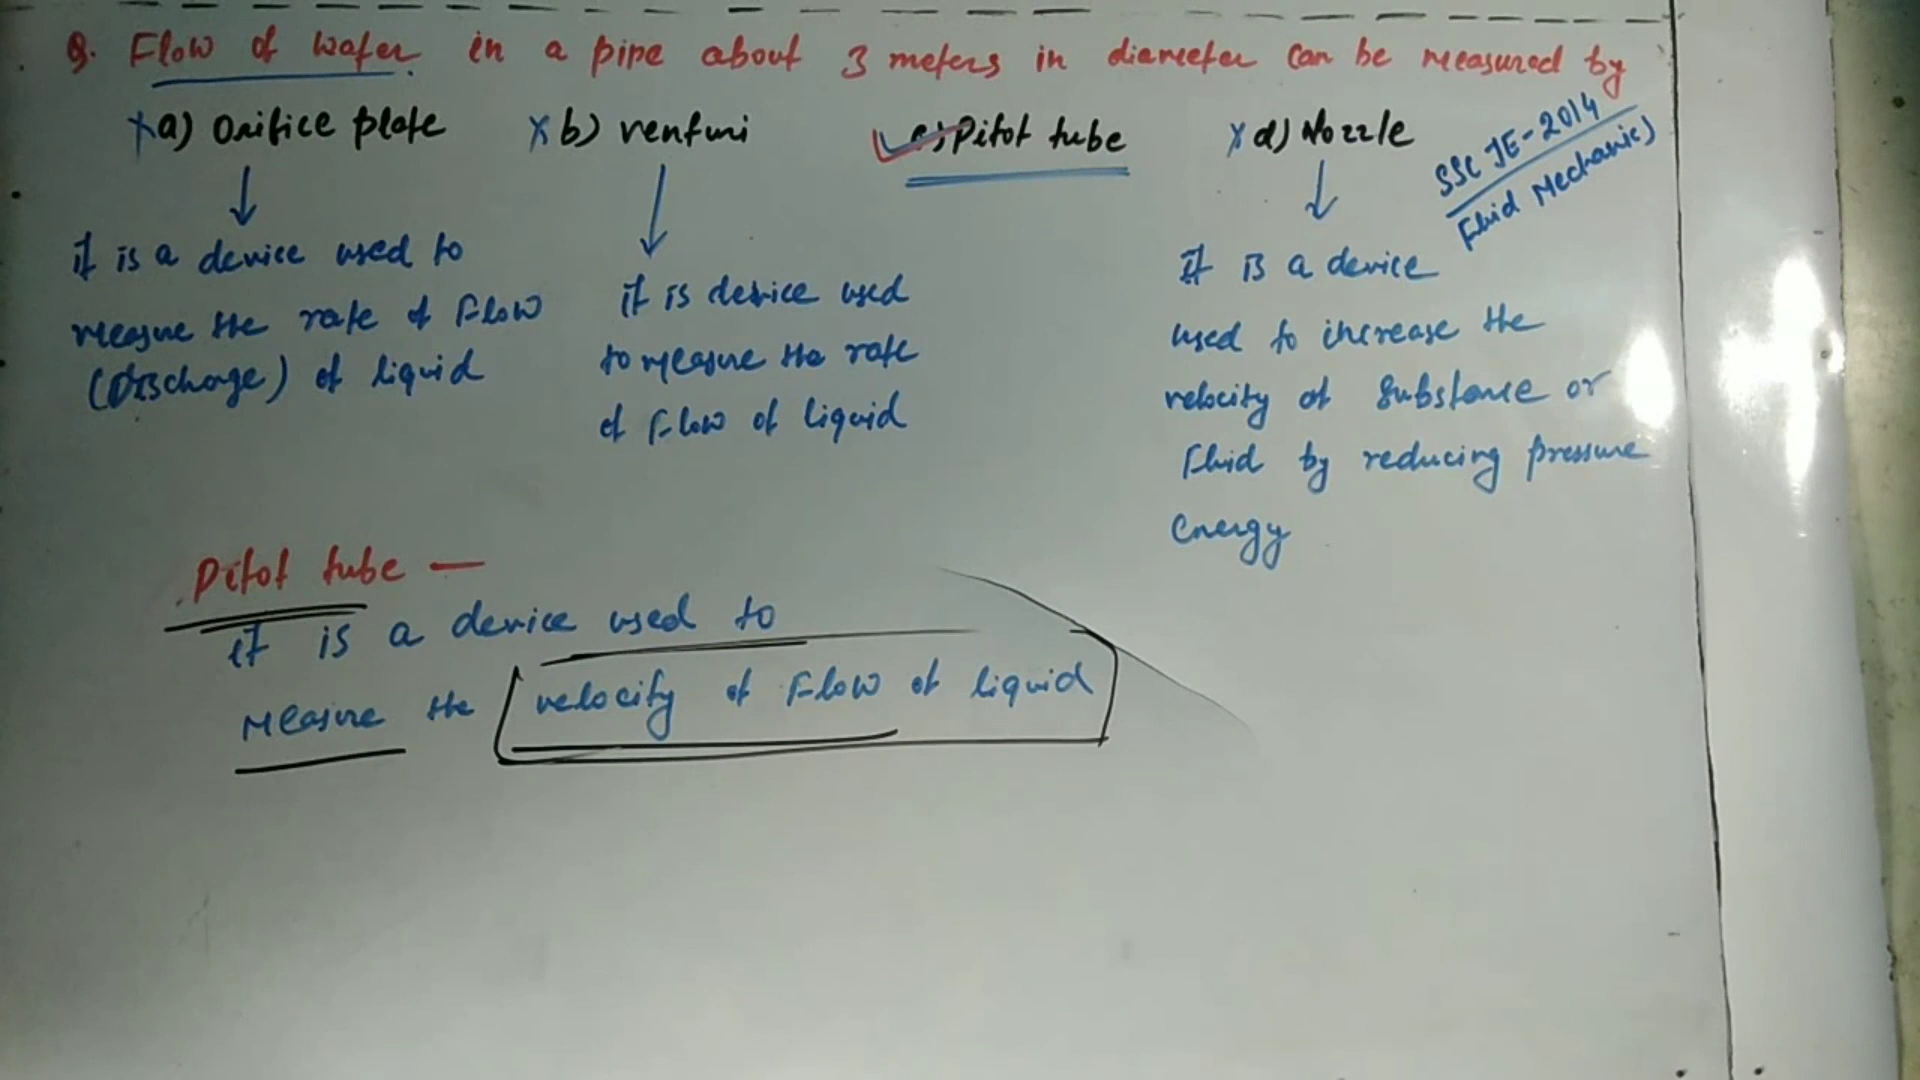 Q. Flow of water in a pipe about 3 meters in diameter can be measured by
a) Orifice plate b) venturi c) Pitot tube d) Nozzle
SSC JE-2014
Fluid Mechanics)
it is a device used to
measure the rate of Flow
(Discharge) of liquid
it is device used
to measure the rate
of Flow of liquid
It is a device
used to increase the
velocity of Substance or
Fluid by reducing pressure
Energy
Pitot tube —
it is a device used to
measure the velocity of Flow of liquid